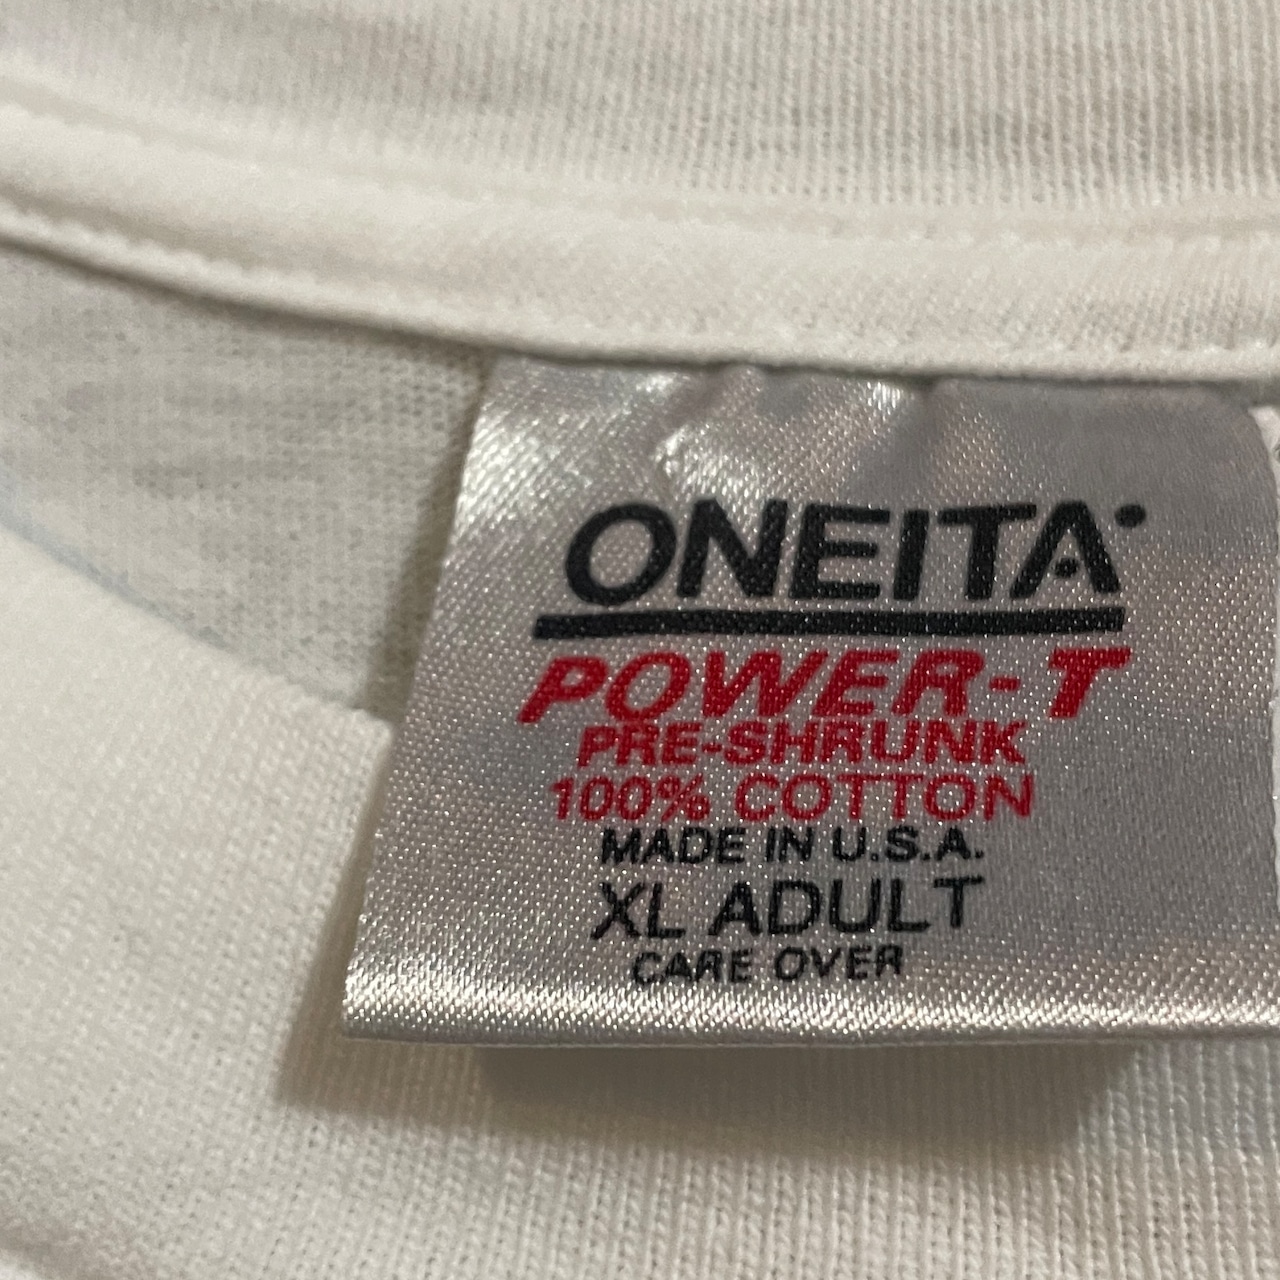 ONEITA
POWER-T
PRE-SHRUNK
100% COTTON
MADE IN U.S.A.
XL ADULT
CARE OVER